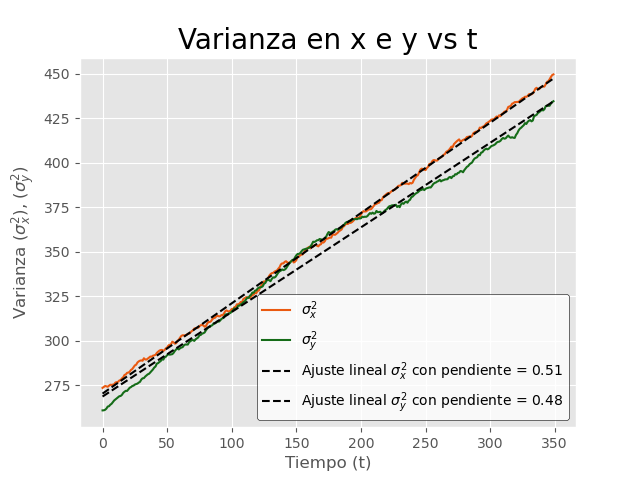 Varianza en x e y vs t
Varianza (σ²ₓ), (σ²ᵧ)
450
425
400
375
350
325
300
275
0 50 100 150 200 250 300 350
Tiempo (t)
σ²ₓ
σ²ᵧ
Ajuste lineal σ²ₓ con pendiente = 0.51
Ajuste lineal σ²ᵧ con pendiente = 0.48